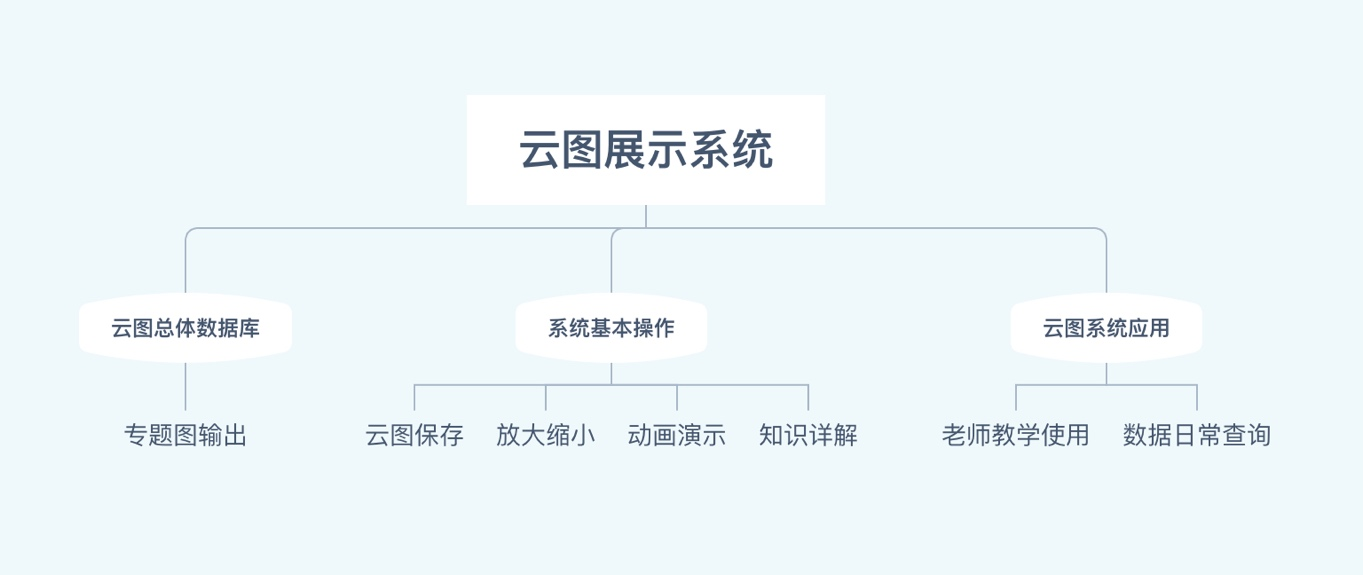 云图展示系统
云图总体数据库
系统基本操作
云图系统应用
专题图输出
云图保存
放大缩小
动画演示
知识详解
老师教学使用
数据日常查询